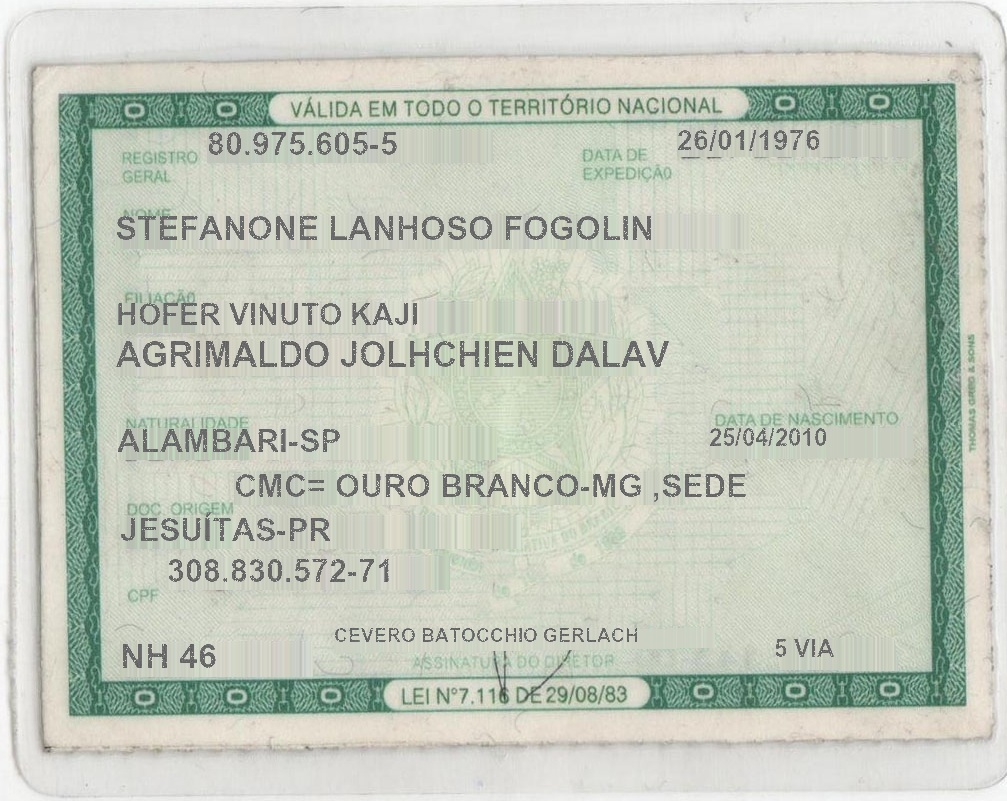 VÁLIDA EM TODO O TERRITÓRIO NACIONAL
REGISTRO GERAL 80.975.605-5 DATA DE EXPEDIÇÃO 26/01/1976
NOME
STEFANONE LANHOSO FOGOLIN
FILIAÇÃO
HOFER VINUTO KAJI
AGRIMALDO JOLHCHIEN DALAV
NATURALIDADE DATA DE NASCIMENTO
ALAMBARI-SP 25/04/2010
CMC= OURO BRANCO-MG ,SEDE
DOC ORIGEM
JESUÍTAS-PR
308.830.572-71
CPF
CEVERO BATOCCHIO GERLACH
NH 46 5 VIA
ASSINATURA DO DIRETOR
LEI N°7.116 DE 29/08/83
THOMAS GREG & SONS